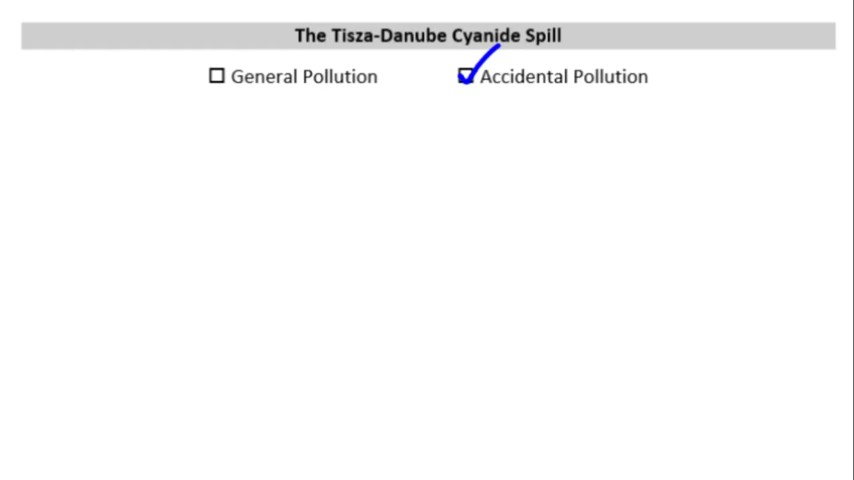 The Tisza-Danube Cyanide Spill
☐ General Pollution ☑ Accidental Pollution